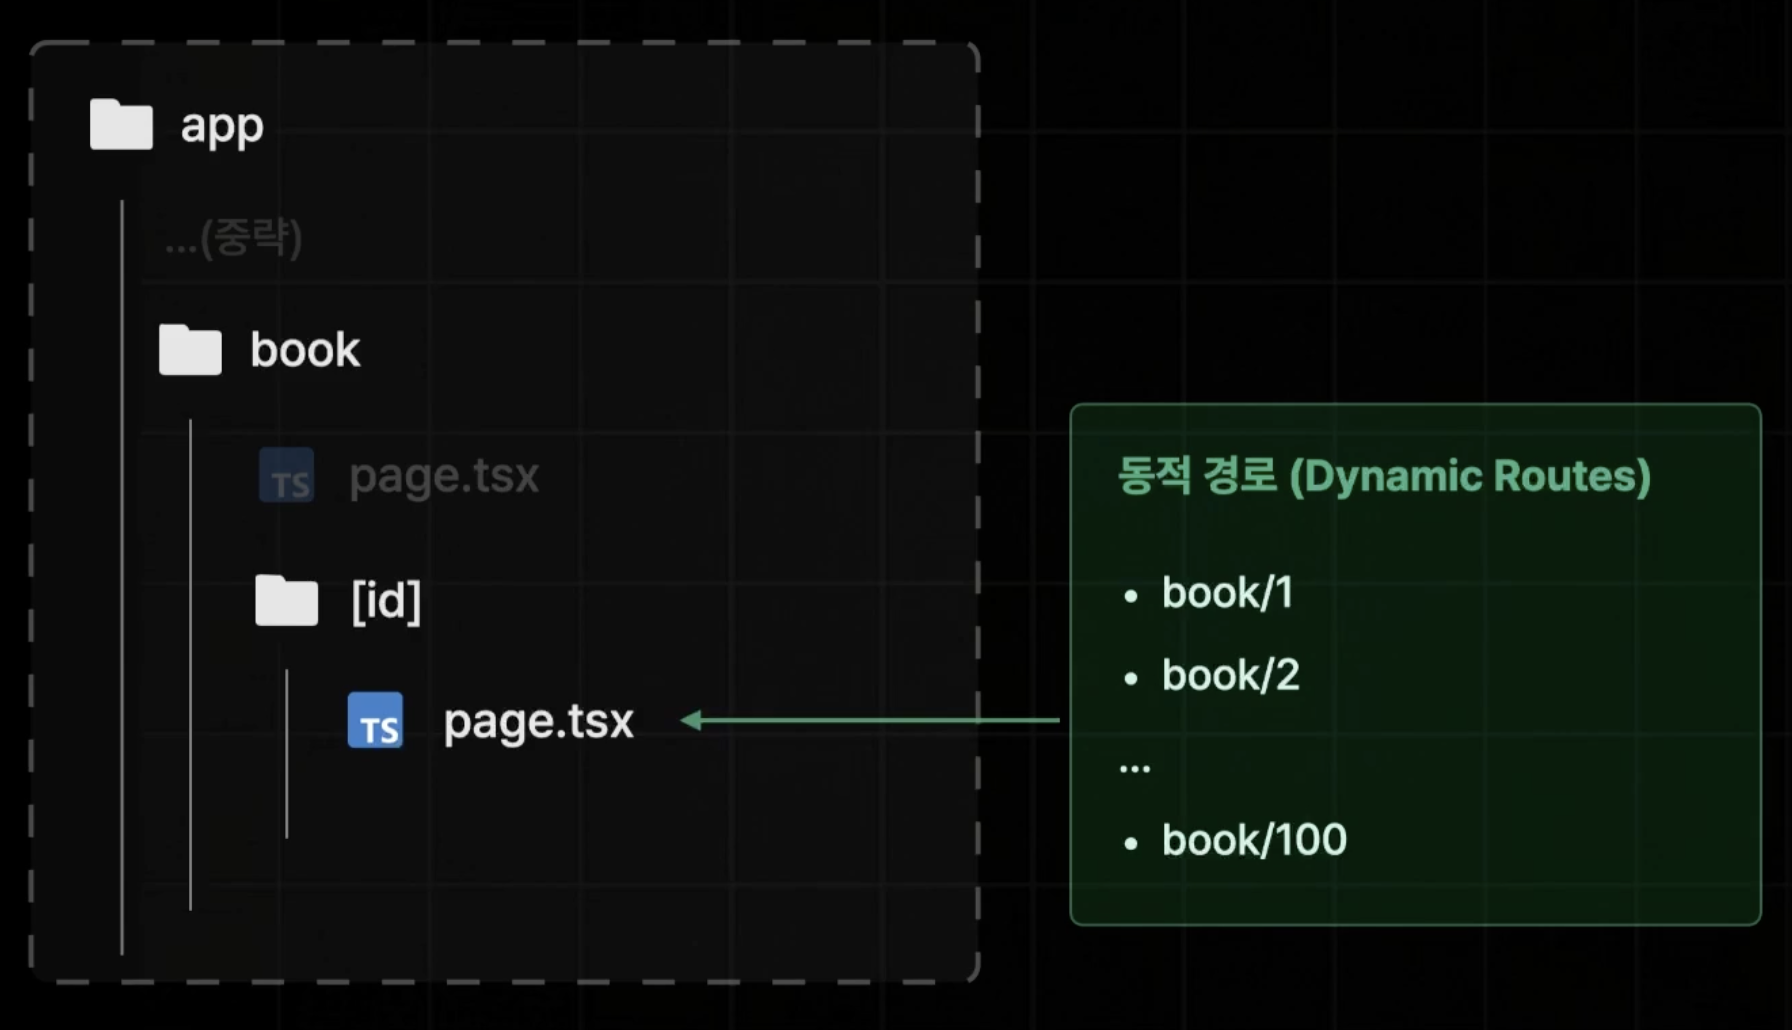 app
...(중략)
book
TS page.tsx
[id]
TS page.tsx
동적 경로 (Dynamic Routes)
• book/1
• book/2
...
• book/100